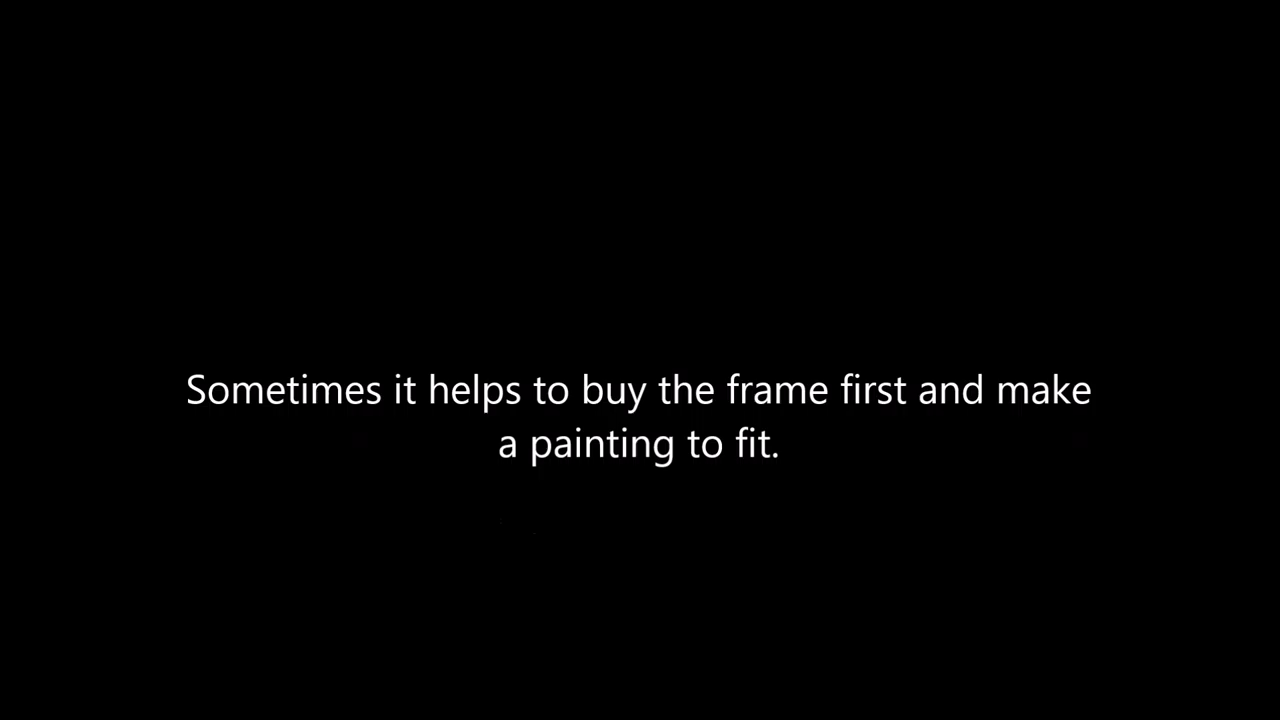 Sometimes it helps to buy the frame first and make
a painting to fit.